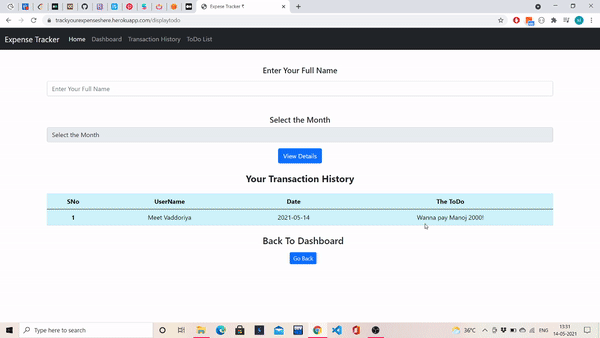 Expense Tracker
trackyourexpenseshere.herokuapp.com/displaytodo
Expense Tracker Home Dashboard Transaction History ToDo List
Enter Your Full Name
Enter Your Full Name
Select the Month
Select the Month
View Details
Your Transaction History
SNo UserName Date The ToDo
1 Meet Vaddoriya 2021-05-14 Wanna pay Manoj 2000!
Back To Dashboard
Go Back
Type here to search
36°C ENG 13:31
14-05-2021